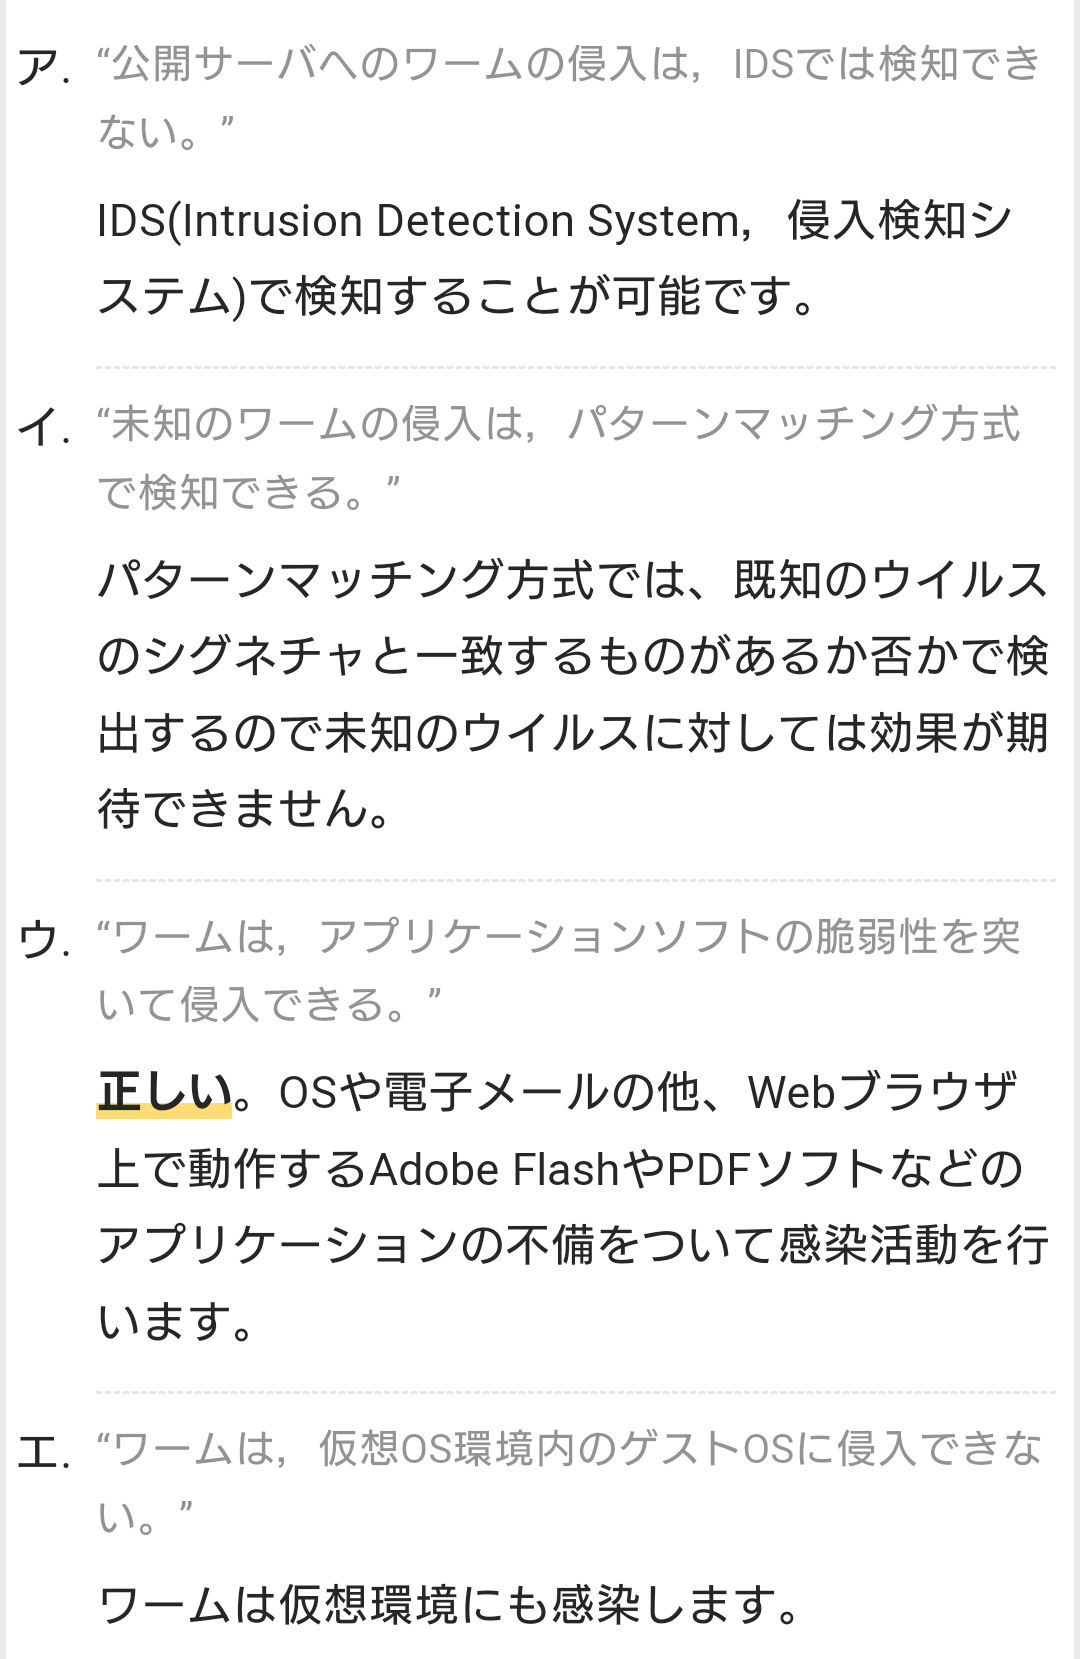 ア. “公開サーバへのワームの侵入は，IDSでは検知でき
ない。”
IDS(Intrusion Detection System，侵入検知シ
ステム)で検知することが可能です。
イ. “未知のワームの侵入は，パターンマッチング方式
で検知できる。”
パターンマッチング方式では、既知のウイルス
のシグネチャと一致するものがあるか否かで検
出するので未知のウイルスに対しては効果が期
待できません。
ウ. “ワームは，アプリケーションソフトの脆弱性を突
いて侵入できる。”
正しい。OSや電子メールの他、Webブラウザ
上で動作するAdobe FlashやPDFソフトなどの
アプリケーションの不備をついて感染活動を行
います。
エ. “ワームは，仮想OS環境内のゲストOSに侵入できな
い。”
ワームは仮想環境にも感染します。